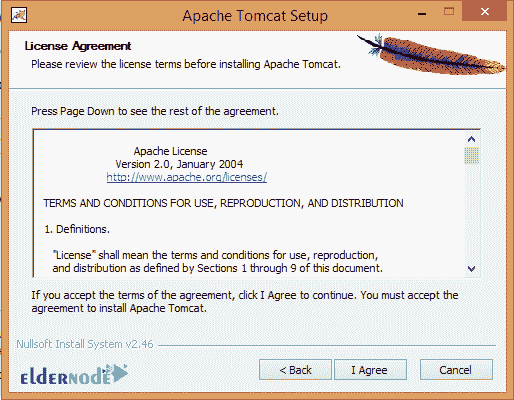 Apache Tomcat Setup
License Agreement
Please review the license terms before installing Apache Tomcat.
Press Page Down to see the rest of the agreement.
Apache License
Version 2.0, January 2004
http://www.apache.org/licenses/
TERMS AND CONDITIONS FOR USE, REPRODUCTION, AND DISTRIBUTION
1. Definitions.
"License" shall mean the terms and conditions for use, reproduction,
and distribution as defined by Sections 1 through 9 of this document.
If you accept the terms of the agreement, click I Agree to continue. You must accept the
agreement to install Apache Tomcat.
Nullsoft Install System v2.46
ELDERNODE
< Back
I Agree
Cancel